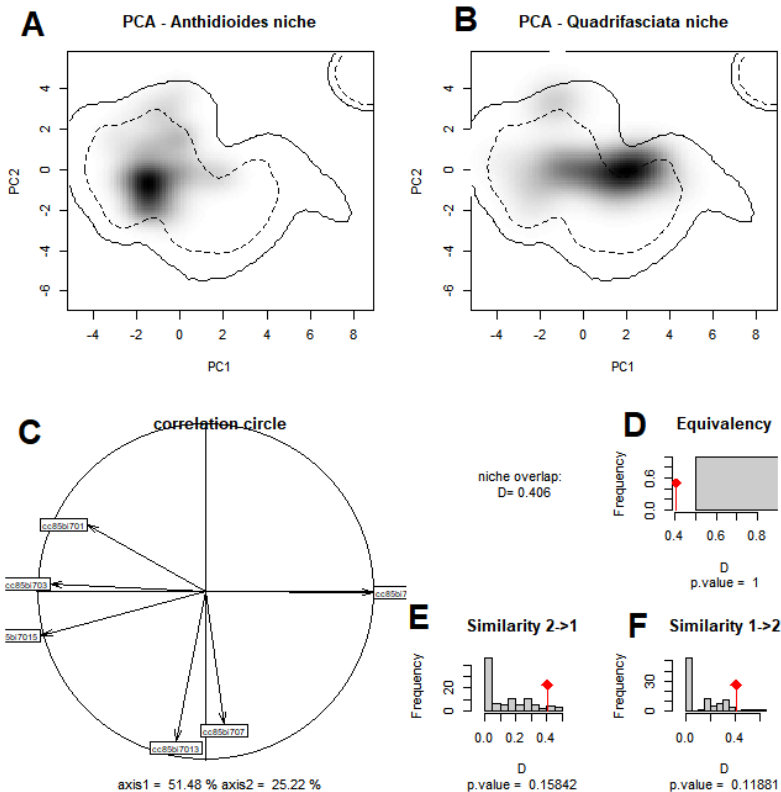 A
PCA - Anthidioides niche
PC2
4
2
0
-2
-4
-6
-4
-2
0
2
4
6
8
PC1
B
PCA - Quadrifasciata niche
PC2
4
2
0
-2
-4
-6
-4
-2
0
2
4
6
8
PC1
C
correlation circle
cc85bi701
cc85bi703
5bi7015
cc85bi7
cc85bi707
cc85bi7013
axis1 = 51.48 % axis2 = 25.22 %
niche overlap:
D= 0.406
D
Equivalency
Frequency
0.6
0.0
0.4
0.6
0.8
D
p.value = 1
E
Similarity 2->1
Frequency
20
0
0.0
0.2
0.4
D
p.value = 0.15842
F
Similarity 1->2
Frequency
30
0
0.0
0.4
D
p.value = 0.11881